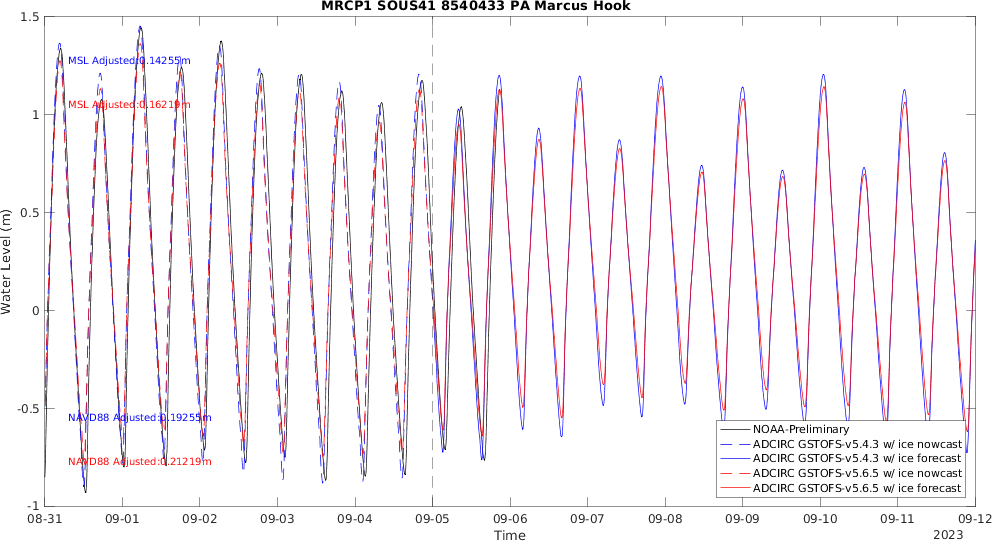 MRCP1 SOUS41 8540433 PA Marcus Hook
1.5
1
0.5
0
-0.5
-1
Water Level (m)
MSL Adjusted:0.14255m
MSL Adjusted:0.16219m
NAVD88 Adjusted:0.19255m
NAVD88 Adjusted:0.21219m
NOAA-Preliminary
ADCIRC GSTOFS-v5.4.3 w/ ice nowcast
ADCIRC GSTOFS-v5.4.3 w/ ice forecast
ADCIRC GSTOFS-v5.6.5 w/ ice nowcast
ADCIRC GSTOFS-v5.6.5 w/ ice forecast
08-31 09-01 09-02 09-03 09-04 09-05 09-06 09-07 09-08 09-09 09-10 09-11 09-12
Time
2023